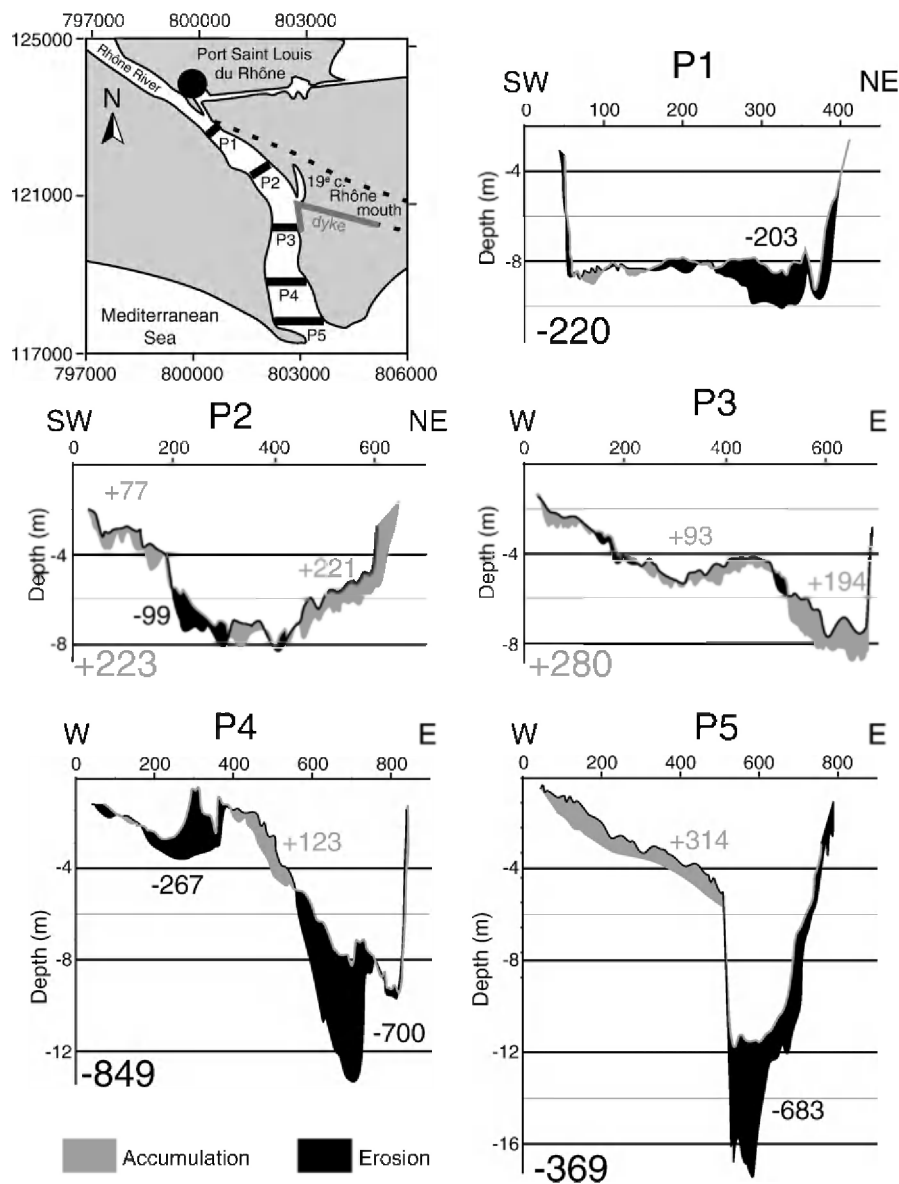 797000 800000 803000
125000
Port Saint Louis
du Rhône
Rhône River
N
P1
P2
121000
19e c.
Rhône
mouth
dyke
P3
P4
Mediterranean
Sea
P5
117000
797000 800000 803000 806000
P1
SW NE
0 100 200 300 400
-4
-8
Depth (m)
-203
-220
P2
SW NE
0 200 400 600
+77
-4
Depth (m)
+221
-99
-8
+223
P3
W E
0 200 400 600
+93
-4
Depth (m)
+194
-8
+280
P4
W E
0 200 400 600 800
+123
-4
-267
Depth (m)
-8
-700
-12
-849
P5
W E
0 200 400 600 800
+314
-4
Depth (m)
-8
-12
-683
-16
-369
Accumulation Erosion